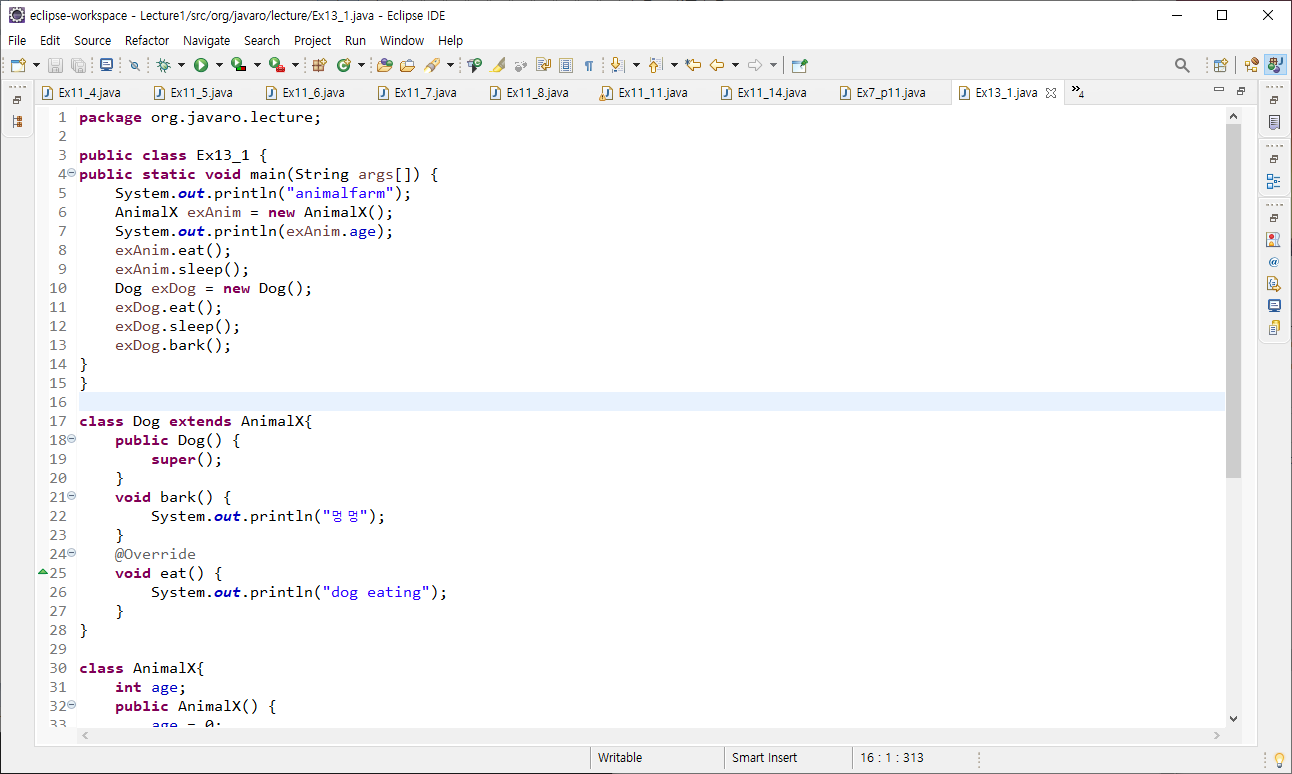 eclipse-workspace - Lecture1/src/org/javaro/lecture/Ex13_1.java - Eclipse IDE
File Edit Source Refactor Navigate Search Project Run Window Help
Ex11_4.java Ex11_5.java Ex11_6.java Ex11_7.java Ex11_8.java Ex11_11.java Ex11_14.java Ex7_p11.java Ex13_1.java »4
1 package org.javaro.lecture;
2
3 public class Ex13_1 {
4 public static void main(String args[]) {
5 System.out.println("animalfarm");
6 AnimalX exAnim = new AnimalX();
7 System.out.println(exAnim.age);
8 exAnim.eat();
9 exAnim.sleep();
10 Dog exDog = new Dog();
11 exDog.eat();
12 exDog.sleep();
13 exDog.bark();
14 }
15 }
16
17 class Dog extends AnimalX{
18 public Dog() {
19 super();
20 }
21 void bark() {
22 System.out.println("멍멍");
23 }
24 @Override
25 void eat() {
26 System.out.println("dog eating");
27 }
28 }
29
30 class AnimalX{
31 int age;
32 public AnimalX() {
33 age = 0;
Writable Smart Insert 16 : 1 : 313